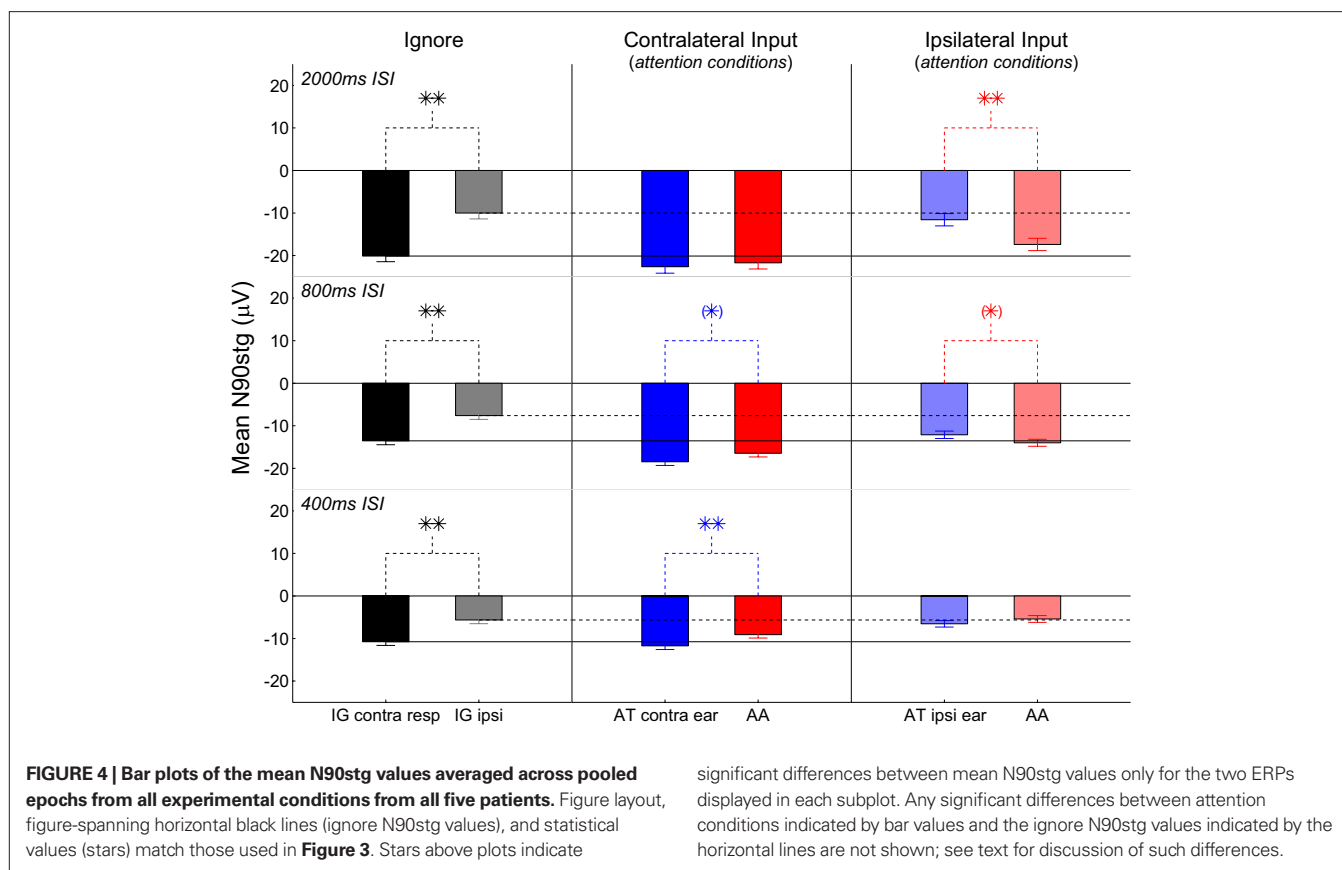 Ignore
Contralateral Input
(attention conditions)
Ipsilateral Input
(attention conditions)
Mean N90stg (μV)
2000ms ISI
20
10
0
-10
-20
**
**
800ms ISI
20
10
0
-10
-20
**
(*)
(*)
400ms ISI
20
10
0
-10
-20
**
**
IG contra resp IG ipsi AT contra ear AA AT ipsi ear AA
FIGURE 4 | Bar plots of the mean N90stg values averaged across pooled
epochs from all experimental conditions from all five patients. Figure layout,
figure-spanning horizontal black lines (ignore N90stg values), and statistical
values (stars) match those used in Figure 3. Stars above plots indicate
significant differences between mean N90stg values only for the two ERPs
displayed in each subplot. Any significant differences between attention
conditions indicated by bar values and the ignore N90stg values indicated by the
horizontal lines are not shown; see text for discussion of such differences.